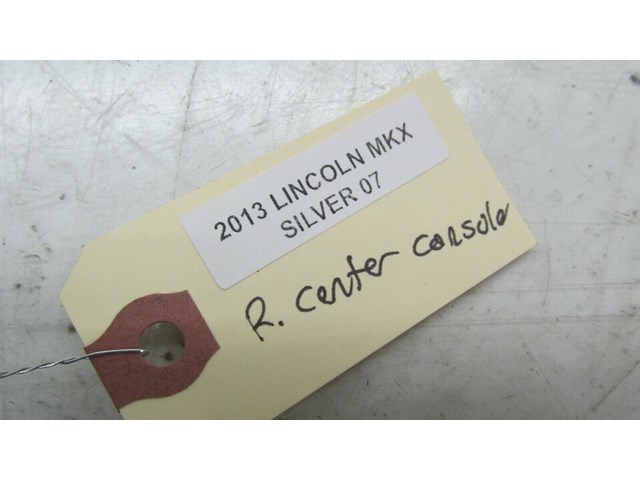 2013 LINCOLN MKX
SILVER 07
R. center console